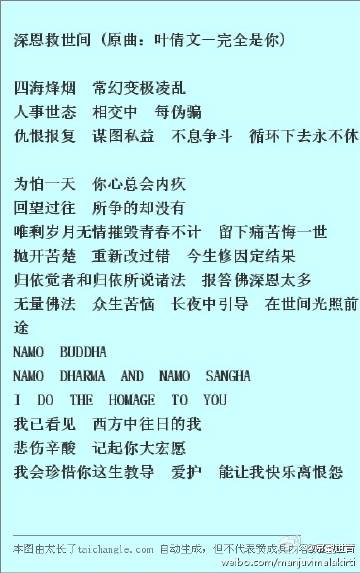 深恩救世间 (原曲：叶倩文－完全是你)
四海烽烟　常幻变极凌乱
人事世态　相交中　每伪骗
仇恨报复　谋图私益　不息争斗　循环下去永不休
为怕一天　你心总会内疚
回望过往　所争的却没有
唯剩岁月无情摧毁青春不计　留下痛苦悔一世
抛开苦楚　重新改过错　今生修因定结果
归依觉者和归依所说诸法　报答佛深恩太多
无量佛法　众生苦恼　长夜中引导　在世间光照前
途
NAMO BUDDHA
NAMO DHARMA AND NAMO SANGHA
I DO THE HOMAGE TO YOU
我已看见　西方中往日的我
悲伤辛酸　记起你大宏愿
我会珍惜你这生教导　爱护　能让我快乐离恨怨
本图由太长了taichangle.com 自动生成，但不代表赞成其内容或立场
weibo.com/manjuvimalakirti